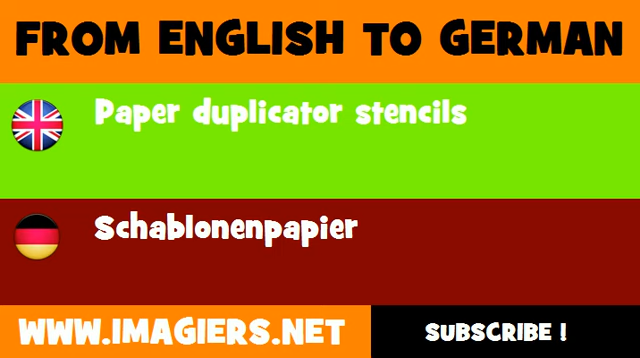 FROM ENGLISH TO GERMAN
Paper duplicator stencils
Schablonenpapier
WWW.IMAGIERS.NET
SUBSCRIBE !